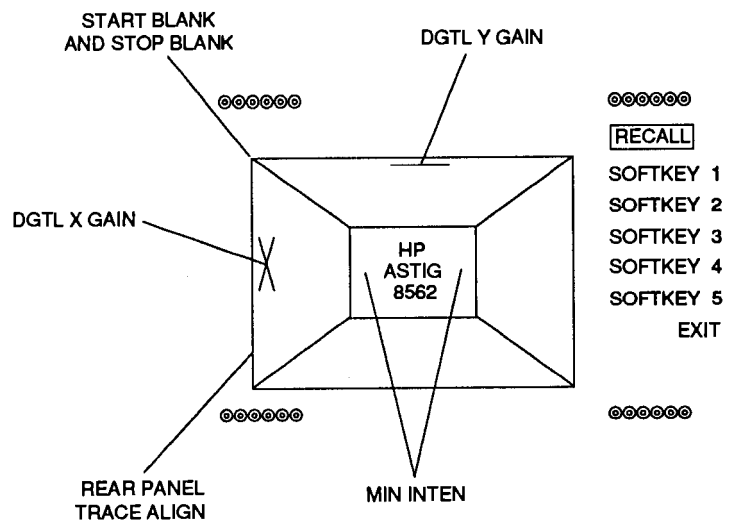 START BLANK
AND STOP BLANK
DGTL Y GAIN
RECALL
SOFTKEY 1
SOFTKEY 2
SOFTKEY 3
SOFTKEY 4
SOFTKEY 5
EXIT
DGTL X GAIN
HP
ASTIG
8562
REAR PANEL
TRACE ALIGN
MIN INTEN